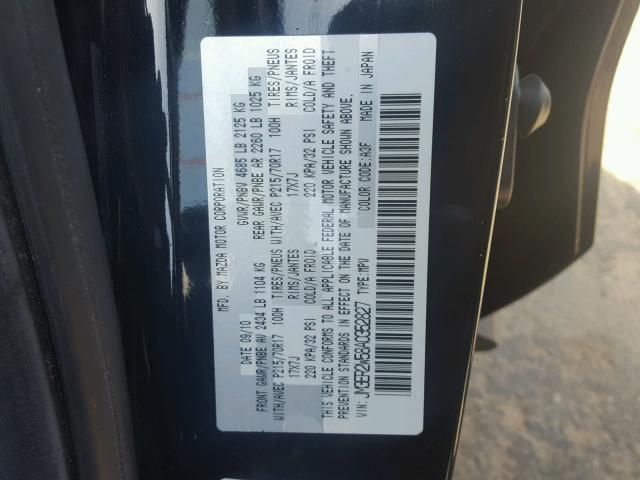 MFD. BY MAZDA MOTOR CORPORATION
DATE 09/10 GVWR/PNBV 4685 LB 2125 KG
FRONT GAWR/PNBE AV 2434 LB 1104 KG REAR GAWR/PNBE AR 2260 LB 1025 KG
WITH/AVEC P215/70R17 100H TIRES/PNEUS WITH/AVEC P215/70R17 100H TIRES/PNEUS
17X7J RIMS/JANTES 17X7J RIMS/JANTES
220 KPA/32 PSI COLD/A FROID 220 KPA/32 PSI COLD/A FROID
THIS VEHICLE CONFORMS TO ALL APPLICABLE FEDERAL MOTOR VEHICLE SAFETY AND THEFT
PREVENTION STANDARDS IN EFFECT ON THE DATE OF MANUFACTURE SHOWN ABOVE.
VIN: JM3ER2W58A0352827 TYPE:MPV COLOR CODE:A3F MADE IN JAPAN